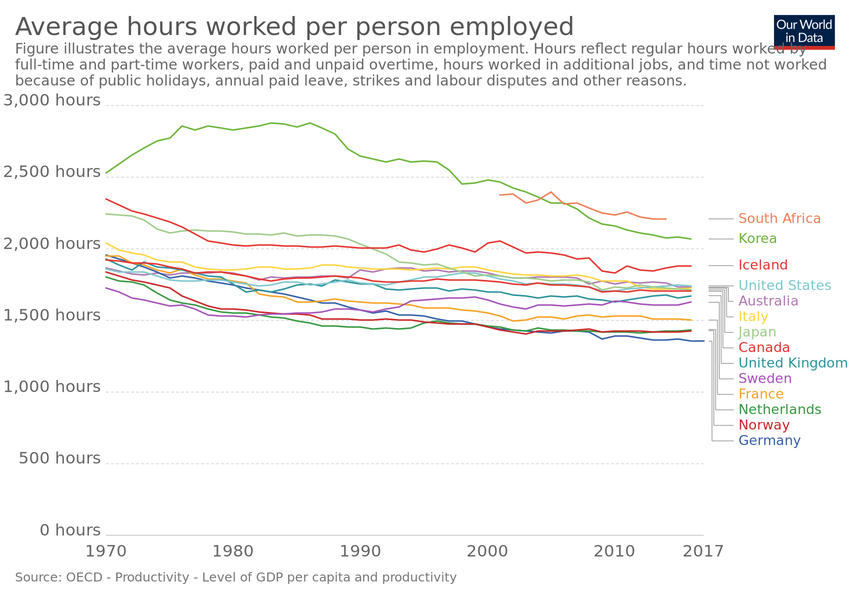 Average hours worked per person employed
Our World
in Data
Figure illustrates the average hours worked per person in employment. Hours reflect regular hours worked by
full-time and part-time workers, paid and unpaid overtime, hours worked in additional jobs, and time not worked
because of public holidays, annual paid leave, strikes and labour disputes and other reasons.
3,000 hours
2,500 hours
2,000 hours
1,500 hours
1,000 hours
500 hours
0 hours
South Africa
Korea
Iceland
United States
Australia
Italy
Japan
Canada
United Kingdom
Sweden
France
Netherlands
Norway
Germany
1970 1980 1990 2000 2010 2017
Source: OECD - Productivity - Level of GDP per capita and productivity